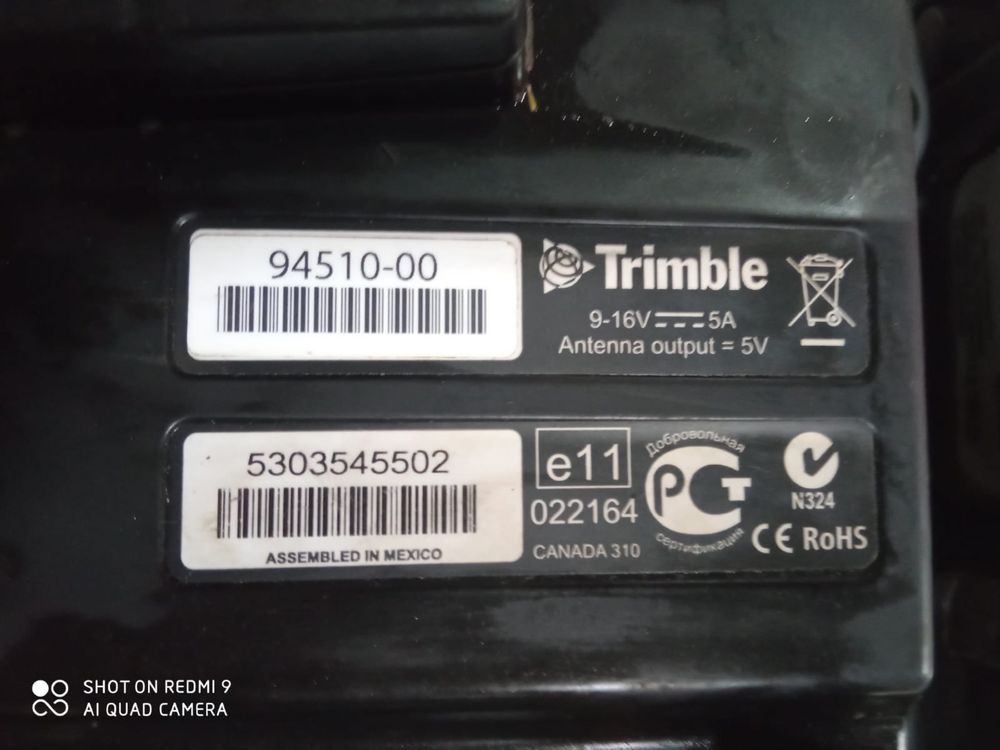 94510-00
Trimble
9-16V 5A
Antenna output = 5V
5303545502
ASSEMBLED IN MEXICO
e11
022164
CANADA 310
Добровольная
РСТ
сертификация
N324
CE RoHS
SHOT ON REDMI 9
AI QUAD CAMERA